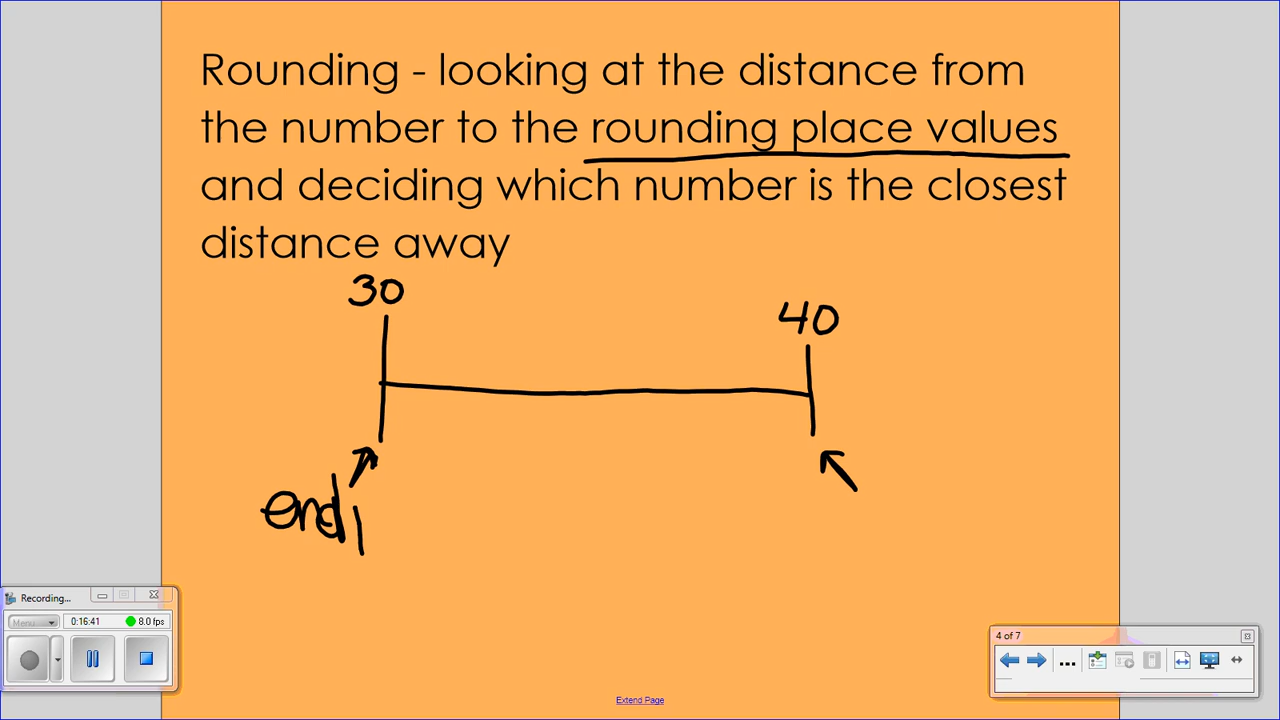 Rounding - looking at the distance from
the number to the rounding place values
and deciding which number is the closest
distance away
30
40
Recording...
Menu
0:16:41
8.0 fps
4 of 7
...
Extend Page